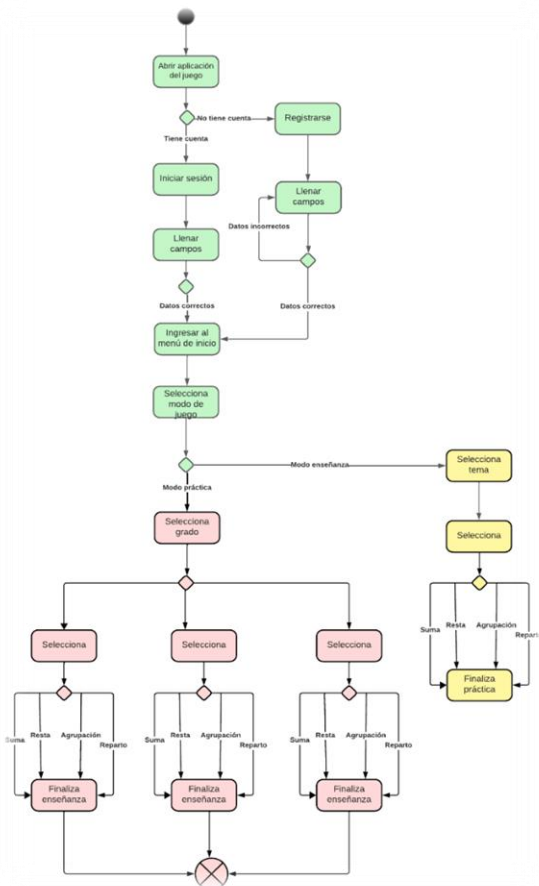 Abrir aplicación
del juego
No tiene cuenta
Registrarse
Tiene cuenta
Iniciar sesión
Llenar
campos
Datos incorrectos
Llenar
campos
Datos correctos
Datos correctos
Ingresar al
menú de inicio
Selecciona
modo de
juego
Modo enseñanza
Selecciona
tema
Modo práctica
Selecciona
grado
Selecciona
Suma
Resta
Agrupación
Reparto
Finaliza
práctica
Selecciona
Selecciona
Selecciona
Suma
Resta
Agrupación
Reparto
Suma
Resta
Agrupación
Reparto
Suma
Resta
Agrupación
Reparto
Finaliza
enseñanza
Finaliza
enseñanza
Finaliza
enseñanza